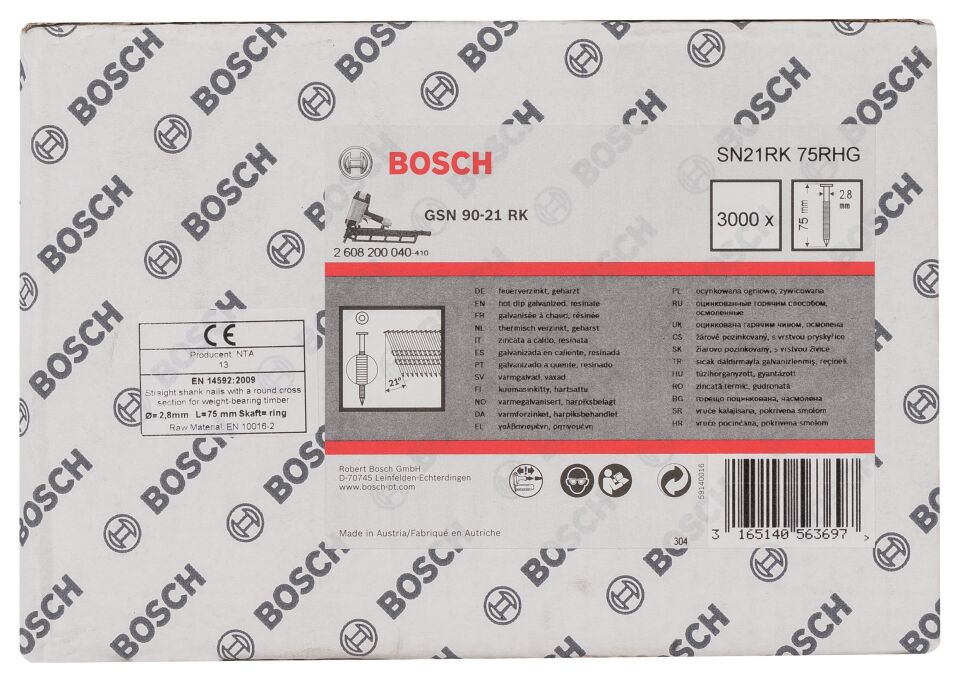 BOSCH
SN21RK 75RHG
GSN 90-21 RK
2 608 200 040-410
3000 x
75 mm
2.8 mm
DE feuerverzinkt, geharzt
EN hot dip galvanized, resinate
FR galvanisée à chaud, résinée
NL thermisch verzinkt, geharst
IT zincata a caldo, resinata
ES galvanizada en caliente, resinada
PT galvanizado a quente, resinado
SV varmgalvad, vaxad
FI kuumasinkitty, hartsattu
NO varmegalvanisert, harpiksbelagt
DA varmforzinket, harpiksbehandlet
EL γαλβανισμένη, ρητινωμένη
PL ocynkowana ogniowo, żywicowana
RU оцинкованные горячим способом,
осмоленные
UK оцинкована гарячим чином, осмолена
CS žárově pozinkovaný, s vrstvou pryskyřice
SK žiarovo pozinkovaný, s vrstvou živice
TR sıcak daldırmayla galvanizlenmiş, reçineli
HU tűzihorganyzott, gyantázott
RO zincată termic, gudronată
BG горещо поцинкован, насмолена
SR vruće kalajisana, pokrivena smolom
HR vruće pocinčana, pokrivena smolom
21°
CE
Producent: NTA
13
EN 14592:2009
Straight shank nails with a round cross
section for weight-bearing timber
Ø= 2,8mm L=75 mm Skaft= ring
Raw Material: EN 10016-2
Robert Bosch GmbH
D-70745 Leinfelden-Echterdingen
www.bosch-pt.com
Made in Austria/Fabriqué en Autriche
304
59140016
3 165140 563697 >